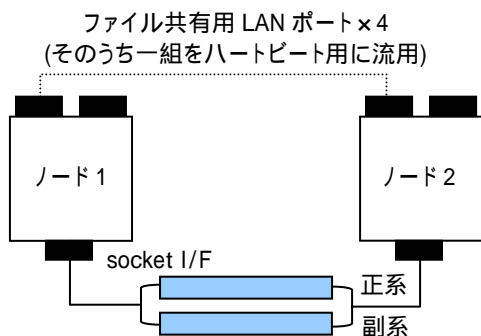 ファイル共有用 LAN ポート×4
(そのうち一組をハートビート用に流用)
ノード1
ノード2
socket I/F
正系
副系